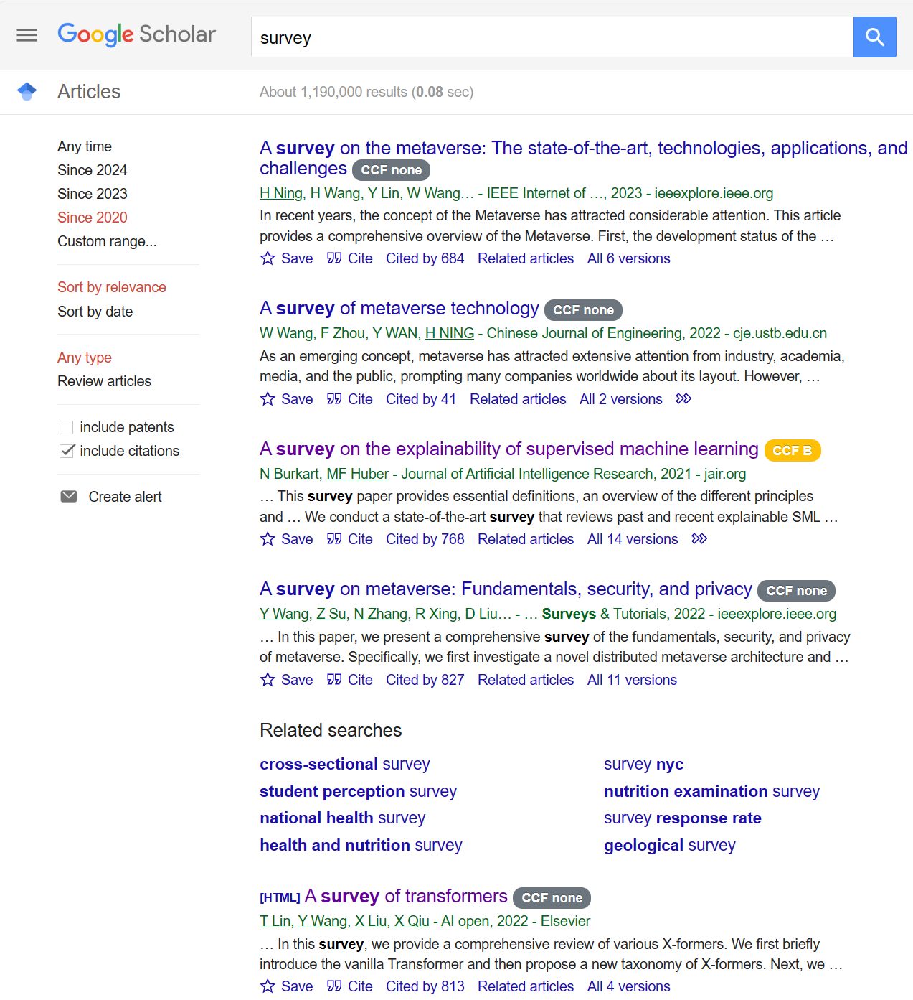 Google Scholar
survey
Articles
About 1,190,000 results (0.08 sec)
Any time
Since 2024
Since 2023
Since 2020
Custom range...
Sort by relevance
Sort by date
Any type
Review articles
include patents
include citations
Create alert
A survey on the metaverse: The state-of-the-art, technologies, applications, and
challenges CCF none
H Ning, H Wang, Y Lin, W Wang… - IEEE Internet of …, 2023 - ieeexplore.ieee.org
In recent years, the concept of the Metaverse has attracted considerable attention. This article
provides a comprehensive overview of the Metaverse. First, the development status of the …
Save Cite Cited by 684 Related articles All 6 versions
A survey of metaverse technology CCF none
W Wang, F Zhou, Y WAN, H NING - Chinese Journal of Engineering, 2022 - cje.ustb.edu.cn
As an emerging concept, metaverse has attracted extensive attention from industry, academia,
media, and the public, prompting many companies worldwide about its layout. However, …
Save Cite Cited by 41 Related articles All 2 versions
A survey on the explainability of supervised machine learning CCF B
N Burkart, MF Huber - Journal of Artificial Intelligence Research, 2021 - jair.org
… This survey paper provides essential definitions, an overview of the different principles
and … We conduct a state-of-the-art survey that reviews past and recent explainable SML …
Save Cite Cited by 768 Related articles All 14 versions
A survey on metaverse: Fundamentals, security, and privacy CCF none
Y Wang, Z Su, N Zhang, R Xing, D Liu… - … Surveys & Tutorials, 2022 - ieeexplore.ieee.org
… In this paper, we present a comprehensive survey of the fundamentals, security, and privacy
of metaverse. Specifically, we first investigate a novel distributed metaverse architecture and …
Save Cite Cited by 827 Related articles All 11 versions
Related searches
cross-sectional survey
student perception survey
national health survey
health and nutrition survey
survey nyc
nutrition examination survey
survey response rate
geological survey
[HTML] A survey of transformers CCF none
T Lin, Y Wang, X Liu, X Qiu - AI open, 2022 - Elsevier
… In this survey, we provide a comprehensive review of various X-formers. We first briefly
introduce the vanilla Transformer and then propose a new taxonomy of X-formers. Next, we …
Save Cite Cited by 813 Related articles All 4 versions